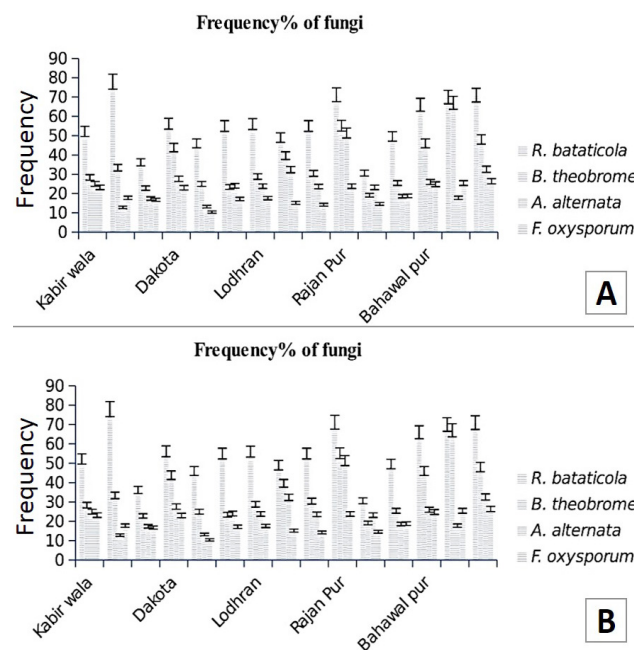 Frequency% of fungi
Frequency
90
80
70
60
50
40
30
20
10
0
Kabir wala
Dakota
Lodhran
Rajan Pur
Bahawal pur
R. bataticola
B. theobrome
A. alternata
F. oxysporum
A
Frequency% of fungi
Frequency
90
80
70
60
50
40
30
20
10
0
Kabir wala
Dakota
Lodhran
Rajan Pur
Bahawal pur
R. bataticola
B. theobrome
A. alternata
F. oxysporum
B